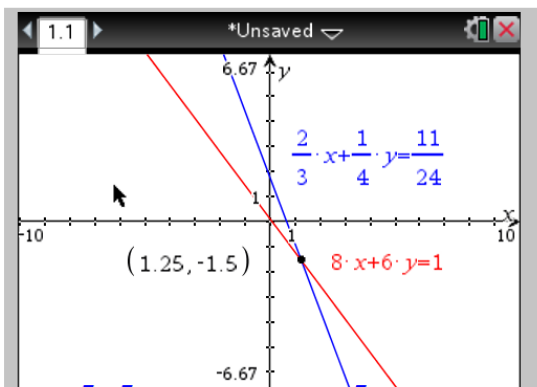 1.1 *Unsaved
6.67 y
2/3 · x+1/4 · y=11/24
1
-10 1 10 x
(1.25, -1.5) 8· x+6· y=1
-6.67